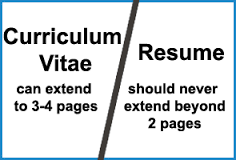 Curriculum
Vitae
can extend
to 3-4 pages
Resume
should never
extend beyond
2 pages